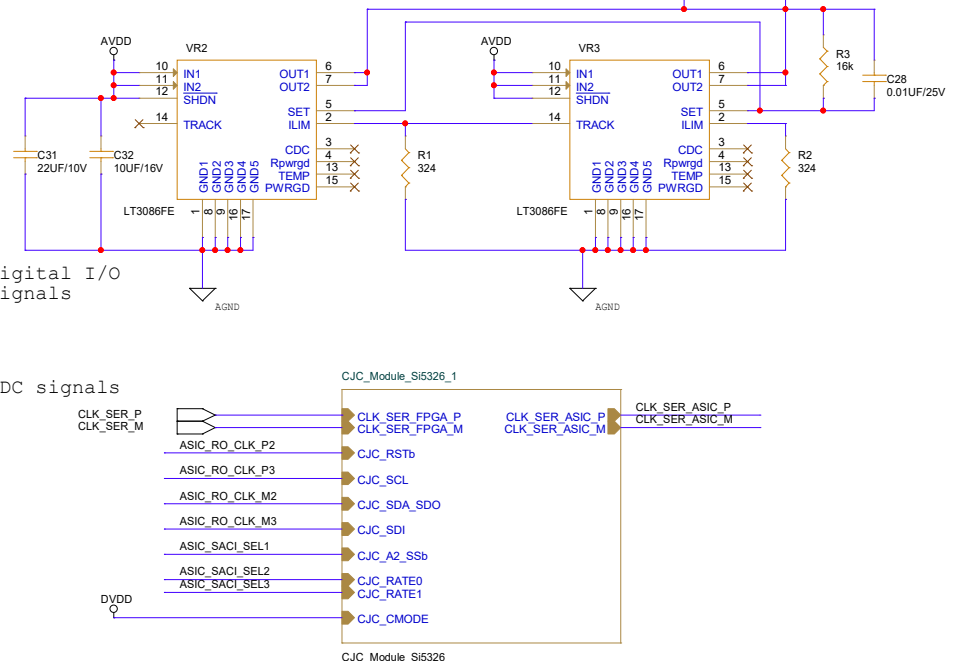 AVDD
VR2
10 IN1
11 IN2
12 SHDN
14 TRACK
OUT1 6
OUT2 7
SET 5
ILIM 2
CDC 3
Rpwrgd 4
TEMP 13
PWRGD 15
GND1 1
GND2 8
GND3 9
GND4 16
GND5 17
LT3086FE
C31
22UF/10V
C32
10UF/16V
R1
324
AGND
AVDD
VR3
10 IN1
11 IN2
12 SHDN
14 TRACK
OUT1 6
OUT2 7
SET 5
ILIM 2
CDC 3
Rpwrgd 4
TEMP 13
PWRGD 15
GND1 1
GND2 8
GND3 9
GND4 16
GND5 17
LT3086FE
R2
324
R3
16k
C28
0.01UF/25V
AGND
igital I/O
ignals
DC signals
CJC_Module_Si5326_1
CLK_SER_P
CLK_SER_M
ASIC_RO_CLK_P2
ASIC_RO_CLK_P3
ASIC_RO_CLK_M2
ASIC_RO_CLK_M3
ASIC_SACI_SEL1
ASIC_SACI_SEL2
ASIC_SACI_SEL3
DVDD
CLK_SER_FPGA_P
CLK_SER_FPGA_M
CJC_RSTb
CJC_SCL
CJC_SDA_SDO
CJC_SDI
CJC_A2_SSb
CJC_RATE0
CJC_RATE1
CJC_CMODE
CLK_SER_ASIC_P
CLK_SER_ASIC_M
CLK_SER_ASIC_P
CLK_SER_ASIC_M
CJC_Module_Si5326